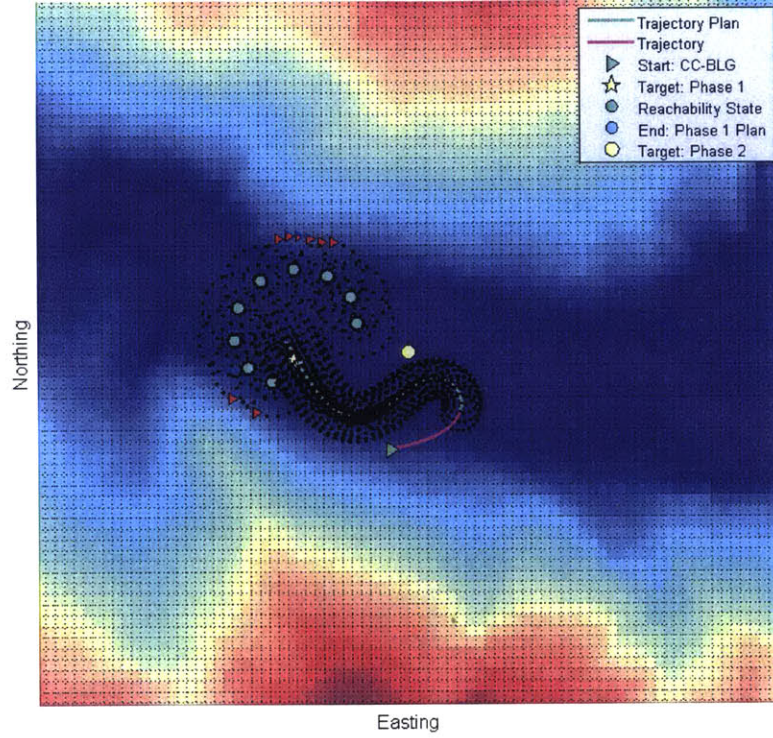 Trajectory Plan
Trajectory
Start: CC-BLG
Target: Phase 1
Reachability State
End: Phase 1 Plan
Target: Phase 2
Northing
Easting